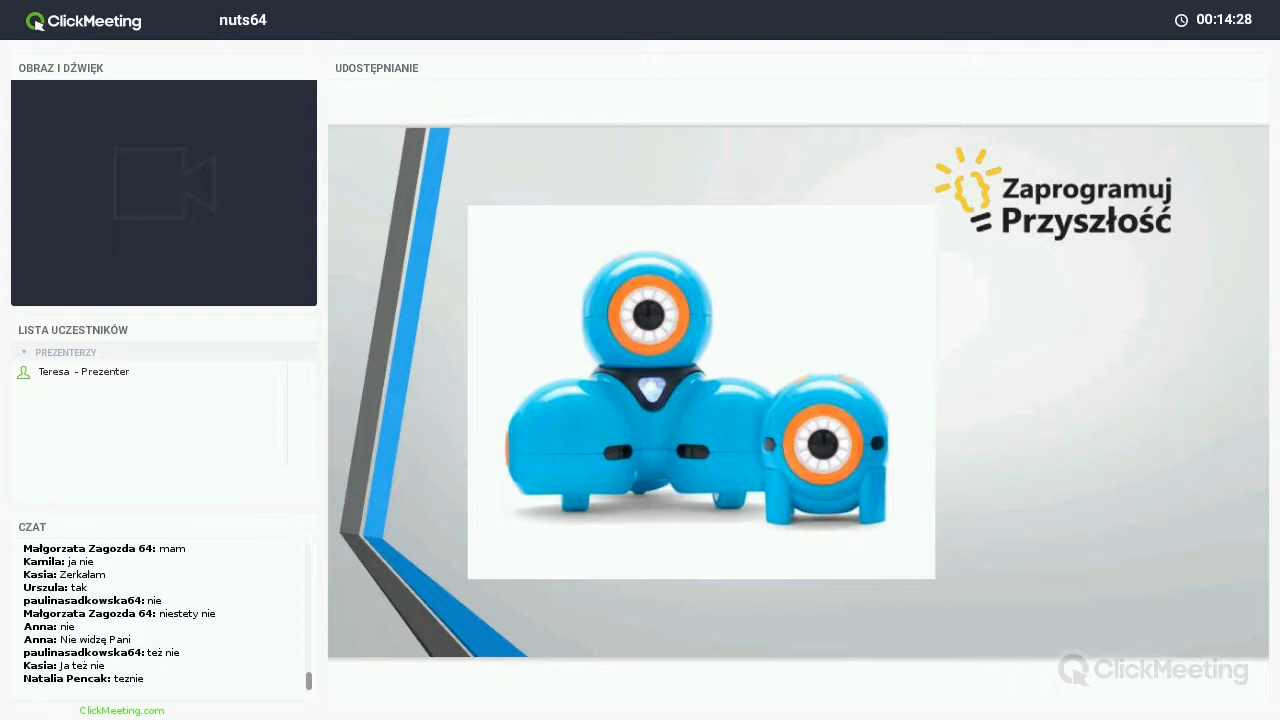 ClickMeeting
nuts64
00:14:28
OBRAZ I DŹWIĘK
UDOSTĘPNIANIE
Zaprogramuj
Przyszłość
LISTA UCZESTNIKÓW
PREZENTERZY
Teresa - Prezenter
CZAT
Małgorzata Zagozda 64: mam
Kamila: ja nie
Kasia: Zerkałam
Urszula: tak
paulinasadkowska64: nie
Małgorzata Zagozda 64: niestety nie
Anna: nie
Anna: Nie widzę Pani
paulinasadkowska64: też nie
Kasia: Ja też nie
Natalia Pencak: teznie
ClickMeeting
ClickMeeting.com